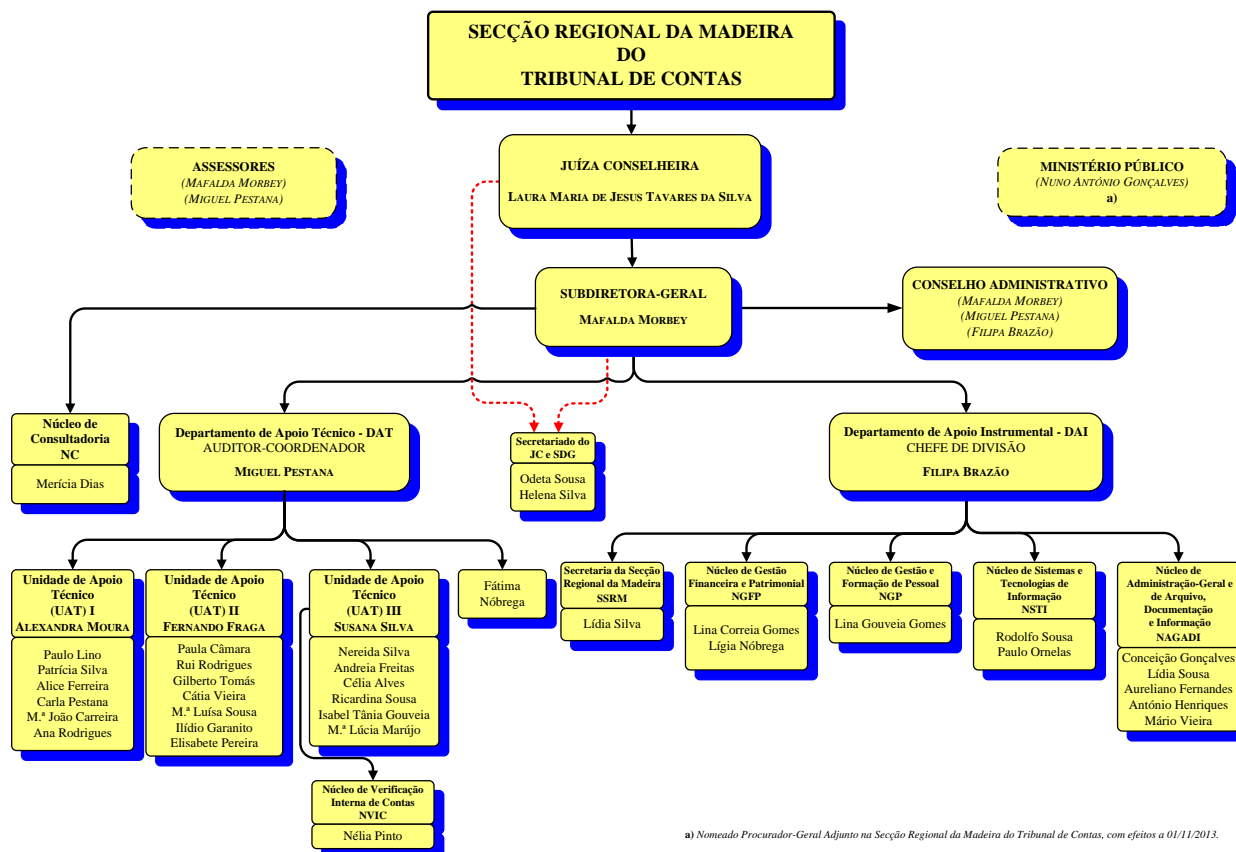 SECÇÃO REGIONAL DA MADEIRA
DO
TRIBUNAL DE CONTAS
ASSESSORES
(MAFALDA MORBEY)
(MIGUEL PESTANA)
JUÍZA CONSELHEIRA
LAURA MARIA DE JESUS TAVARES DA SILVA
MINISTÉRIO PÚBLICO
(NUNO ANTÓNIO GONÇALVES)
a)
SUBDIRETORA-GERAL
MAFALDA MORBEY
CONSELHO ADMINISTRATIVO
(MAFALDA MORBEY)
(MIGUEL PESTANA)
(FILIPA BRAZÃO)
Núcleo de
Consultadoria
NC
Merícia Dias
Departamento de Apoio Técnico - DAT
AUDITOR-COORDENADOR
MIGUEL PESTANA
Secretariado do
JC e SDG
Odeta Sousa
Helena Silva
Departamento de Apoio Instrumental - DAI
CHEFE DE DIVISÃO
FILIPA BRAZÃO
Unidade de Apoio
Técnico
(UAT) I
ALEXANDRA MOURA
Paulo Lino
Patrícia Silva
Alice Ferreira
Carla Pestana
M.ª João Carreira
Ana Rodrigues
Unidade de Apoio
Técnico
(UAT) II
FERNANDO FRAGA
Paula Câmara
Rui Rodrigues
Gilberto Tomás
Cátia Vieira
M.ª Luísa Sousa
Ilídio Garanito
Elisabete Pereira
Unidade de Apoio
Técnico
(UAT) III
SUSANA SILVA
Nereida Silva
Andreia Freitas
Célia Alves
Ricardina Sousa
Isabel Tânia Gouveia
M.ª Lúcia Marújo
Fátima
Nóbrega
Secretaria da Secção
Regional da Madeira
SSRM
Lídia Silva
Núcleo de Gestão
Financeira e Patrimonial
NGFP
Lina Correia Gomes
Lígia Nóbrega
Núcleo de Gestão e
Formação de Pessoal
NGP
Lina Gouveia Gomes
Núcleo de Sistemas e
Tecnologias de
Informação
NSTI
Rodolfo Sousa
Paulo Ornelas
Núcleo de
Administração-Geral e
de Arquivo,
Documentação
e Informação
NAGADI
Conceição Gonçalves
Lídia Sousa
Aureliano Fernandes
António Henriques
Mário Vieira
Núcleo de Verificação
Interna de Contas
NVIC
Nélia Pinto
a) Nomeado Procurador-Geral Adjunto na Secção Regional da Madeira do Tribunal de Contas, com efeitos a 01/11/2013.